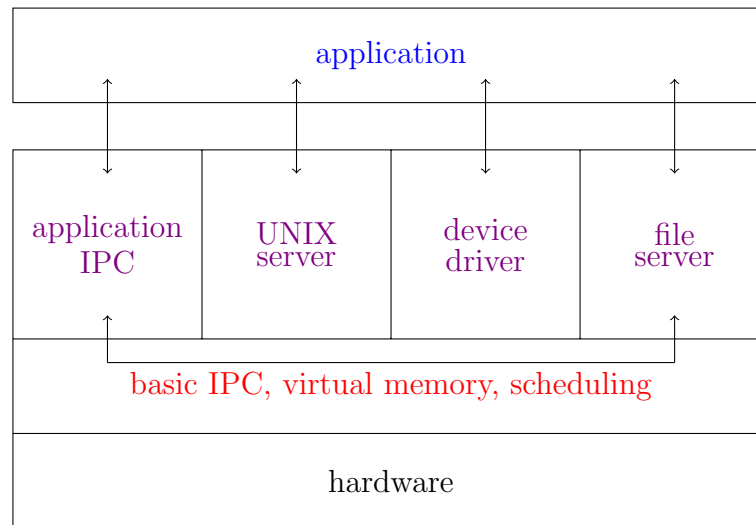 application
application
IPC
UNIX
server
device
driver
file
server
basic IPC, virtual memory, scheduling
hardware